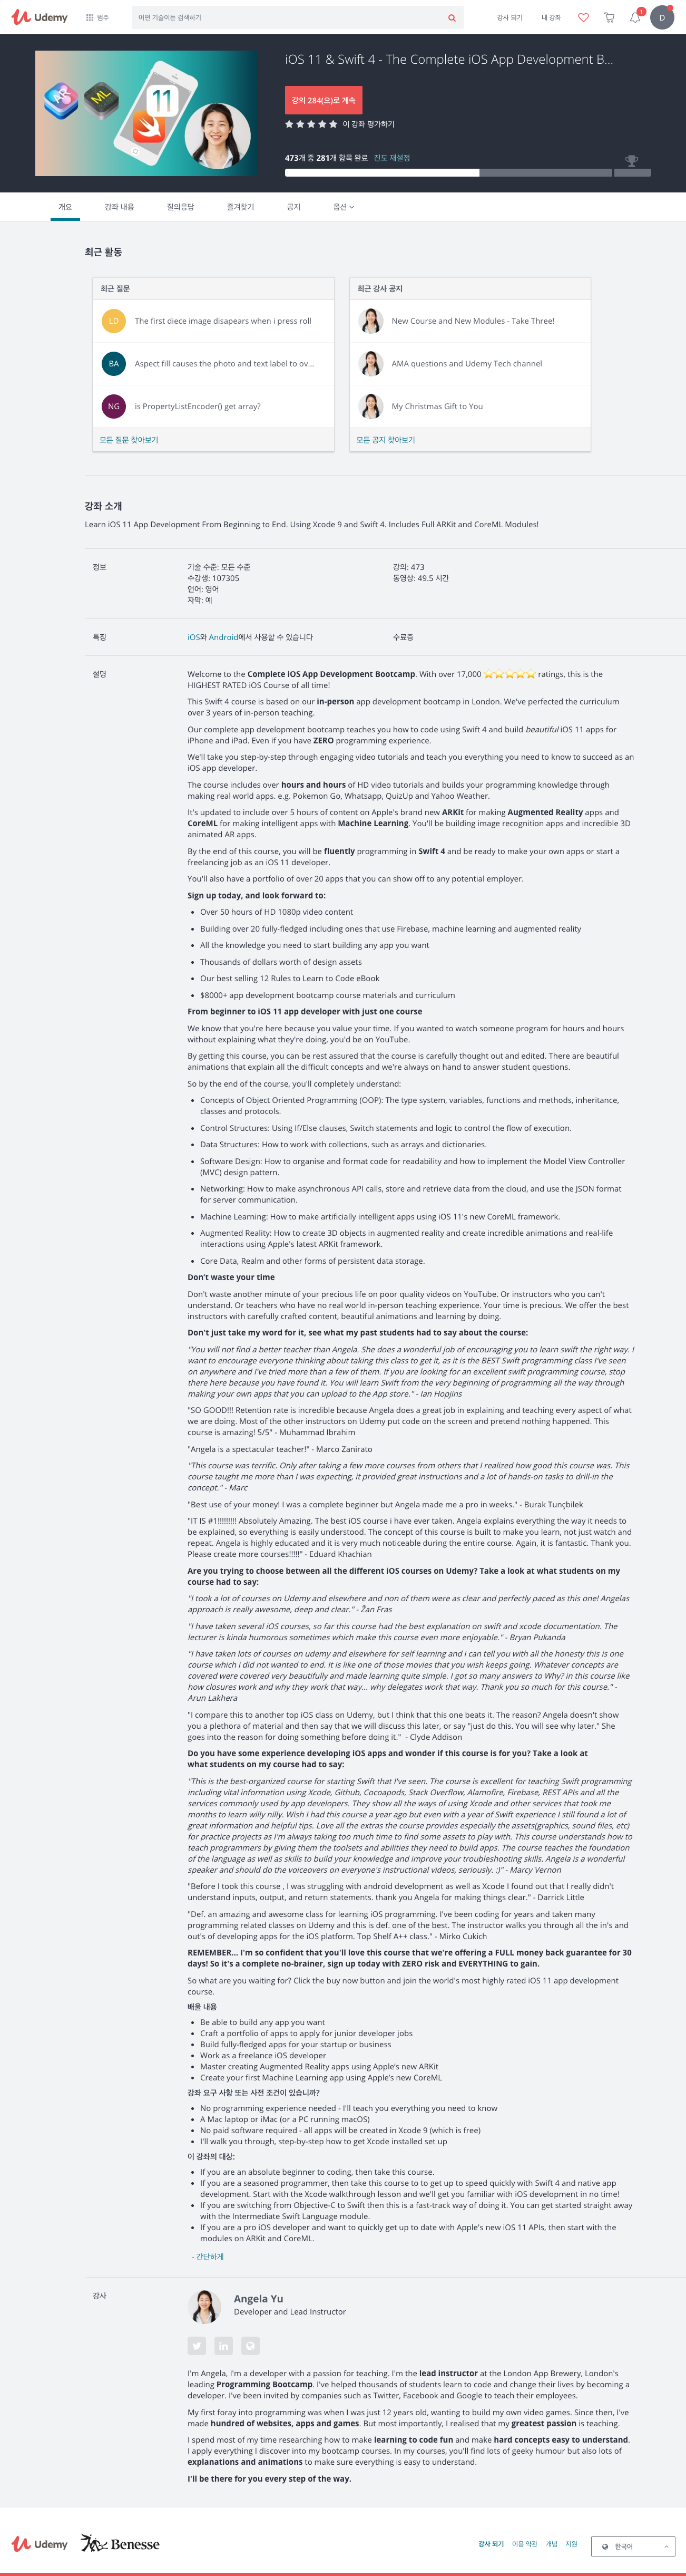 Udemy
범주
어떤 기술이든 검색하기
강사 되기
내 강좌
1
D
iOS 11 & Swift 4 - The Complete iOS App Development B...
ML
11
강의 284(으)로 계속
이 강좌 평가하기
473개 중 281개 항목 완료 진도 재설정
개요
강좌 내용
질의응답
즐겨찾기
공지
옵션
최근 활동
최근 질문
LD The first diece image disapears when i press roll
BA Aspect fill causes the photo and text label to ov...
NG is PropertyListEncoder() get array?
모든 질문 찾아보기
최근 강사 공지
New Course and New Modules - Take Three!
AMA questions and Udemy Tech channel
My Christmas Gift to You
모든 공지 찾아보기
강좌 소개
Learn iOS 11 App Development From Beginning to End. Using Xcode 9 and Swift 4. Includes Full ARKit and CoreML Modules!
정보
기술 수준: 모든 수준
수강생: 107305
언어: 영어
자막: 예
강의: 473
동영상: 49.5 시간
특징
iOS와 Android에서 사용할 수 있습니다
수료증
설명
Welcome to the Complete iOS App Development Bootcamp. With over 17,000 ⭐️⭐️⭐️⭐️⭐️ ratings, this is the
HIGHEST RATED iOS Course of all time!
This Swift 4 course is based on our in-person app development bootcamp in London. We've perfected the curriculum
over 3 years of in-person teaching.
Our complete app development bootcamp teaches you how to code using Swift 4 and build beautiful iOS 11 apps for
iPhone and iPad. Even if you have ZERO programming experience.
We'll take you step-by-step through engaging video tutorials and teach you everything you need to know to succeed as an
iOS app developer.
The course includes over hours and hours of HD video tutorials and builds your programming knowledge through
making real world apps. e.g. Pokemon Go, Whatsapp, QuizUp and Yahoo Weather.
It's updated to include over 5 hours of content on Apple's brand new ARKit for making Augmented Reality apps and
CoreML for making intelligent apps with Machine Learning. You'll be building image recognition apps and incredible 3D
animated AR apps.
By the end of this course, you will be fluently programming in Swift 4 and be ready to make your own apps or start a
freelancing job as an iOS 11 developer.
You'll also have a portfolio of over 20 apps that you can show off to any potential employer.
Sign up today, and look forward to:
• Over 50 hours of HD 1080p video content
• Building over 20 fully-fledged including ones that use Firebase, machine learning and augmented reality
• All the knowledge you need to start building any app you want
• Thousands of dollars worth of design assets
• Our best selling 12 Rules to Learn to Code eBook
• $8000+ app development bootcamp course materials and curriculum
From beginner to iOS 11 app developer with just one course
We know that you're here because you value your time. If you wanted to watch someone program for hours and hours
without explaining what they're doing, you'd be on YouTube.
By getting this course, you can be rest assured that the course is carefully thought out and edited. There are beautiful
animations that explain all the difficult concepts and we're always on hand to answer student questions.
So by the end of the course, you'll completely understand:
• Concepts of Object Oriented Programming (OOP): The type system, variables, functions and methods, inheritance,
classes and protocols.
• Control Structures: Using If/Else clauses, Switch statements and logic to control the flow of execution.
• Data Structures: How to work with collections, such as arrays and dictionaries.
• Software Design: How to organise and format code for readability and how to implement the Model View Controller
(MVC) design pattern.
• Networking: How to make asynchronous API calls, store and retrieve data from the cloud, and use the JSON format
for server communication.
• Machine Learning: How to make artificially intelligent apps using iOS 11's new CoreML framework.
• Augmented Reality: How to create 3D objects in augmented reality and create incredible animations and real-life
interactions using Apple's latest ARKit framework.
• Core Data, Realm and other forms of persistent data storage.
Don't waste your time
Don't waste another minute of your precious life on poor quality videos on YouTube. Or instructors who you can't
understand. Or teachers who have no real world in-person teaching experience. Your time is precious. We offer the best
instructors with carefully crafted content, beautiful animations and learning by doing.
Don't just take my word for it, see what my past students had to say about the course:
"You will not find a better teacher than Angela. She does a wonderful job of encouraging you to learn swift the right way. I
want to encourage everyone thinking about taking this class to get it, as it is the BEST Swift programming class I've seen
on anywhere and I've tried more than a few of them. If you are looking for an excellent swift programming course, stop
here here because you have found it. You will learn Swift from the very beginning of programming all the way through
making your own apps that you can upload to the App store." - Ian Hopjins
"SO GOOD!!! Retention rate is incredible because Angela does a great job in explaining and teaching every aspect of what
we are doing. Most of the other instructors on Udemy put code on the screen and pretend nothing happened. This
course is amazing! 5/5" - Muhammad Ibrahim
"Angela is a spectacular teacher!" - Marco Zanirato
"This course was terrific. Only after taking a few more courses from others that I realized how good this course was. This
course taught me more than I was expecting, it provided great instructions and a lot of hands-on tasks to drill-in the
concept." - Marc
"Best use of your money! I was a complete beginner but Angela made me a pro in weeks." - Burak Tunçbilek
"IT IS #1!!!!!!!!!! Absolutely Amazing. The best iOS course i have ever taken. Angela explains everything the way it needs to
be explained, so everything is easily understood. The concept of this course is built to make you learn, not just watch and
repeat. Angela is highly educated and it is very much noticeable during the entire course. Again, it is fantastic. Thank you.
Please create more courses!!!!!" - Eduard Khachian
Are you trying to choose between all the different iOS courses on Udemy? Take a look at what students on my
course had to say:
"I took a lot of courses on Udemy and elsewhere and non of them were as clear and perfectly paced as this one! Angelas
approach is really awesome, deep and clear." - Žan Fras
"I have taken several iOS courses, so far this course had the best explanation on swift and xcode documentation. The
lecturer is kinda humorous sometimes which make this course even more enjoyable." - Bryan Pukanda
"I have taken lots of courses on udemy and elsewhere for self learning and i can tell you with all the honesty this is one
course which i did not wanted to end. It is like one of those movies that you wish keeps going. Whatever concepts are
covered were covered very beautifully and made learning quite simple. I got so many answers to Why? in this course like
how closures work and why they work that way... why delegates work that way. Thank you so much for this course." -
Arun Lakhera
"I compare this to another top iOS class on Udemy, but I think that this one beats it. The reason? Angela doesn't show
you a plethora of material and then say that we will discuss this later, or say "just do this. You will see why later." She
goes into the reason for doing something before doing it." - Clyde Addison
Do you have some experience developing iOS apps and wonder if this course is for you? Take a look at
what students on my course had to say:
"This is the best-organized course for starting Swift that I've seen. The course is excellent for teaching Swift programming
including vital information using Xcode, Github, Cocoapods, Stack Overflow, Alamofire, Firebase, REST APIs and all the
services commonly used by app developers. They show all the ways of using Xcode and other services that took me
months to learn willy nilly. Wish I had this course a year ago but even with a year of Swift experience I still found a lot of
great information and helpful tips. Love all the extras the course provides especially the assets(graphics, sound files, etc)
for practice projects as I'm always taking too much time to find some assets to play with. This course understands how to
teach programmers by giving them the toolsets and abilities they need to build apps. The course teaches the foundation
of the language as well as skills to build your knowledge and improve your troubleshooting skills. Angela is a wonderful
speaker and should do the voiceovers on everyone's instructional videos, seriously. :)" - Marcy Vernon
"Before I took this course , I was struggling with android development as well as Xcode I found out that I really didn't
understand inputs, output, and return statements. thank you Angela for making things clear." - Darrick Little
"Def. an amazing and awesome class for learning iOS programming. I've been coding for years and taken many
programming related classes on Udemy and this is def. one of the best. The instructor walks you through all the in's and
out's of developing apps for the iOS platform. Top Shelf A++ class." - Mirko Cukich
REMEMBER... I'm so confident that you'll love this course that we're offering a FULL money back guarantee for 30
days! So it's a complete no-brainer, sign up today with ZERO risk and EVERYTHING to gain.
So what are you waiting for? Click the buy now button and join the world's most highly rated iOS 11 app development
course.
배울 내용
• Be able to build any app you want
• Craft a portfolio of apps to apply for junior developer jobs
• Build fully-fledged apps for your startup or business
• Work as a freelance iOS developer
• Master creating Augmented Reality apps using Apple's new ARKit
• Create your first Machine Learning app using Apple's new CoreML
강좌 요구 사항 또는 사전 조건이 있습니까?
• No programming experience needed - I'll teach you everything you need to know
• A Mac laptop or iMac (or a PC running macOS)
• No paid software required - all apps will be created in Xcode 9 (which is free)
• I'll walk you through, step-by-step how to get Xcode installed set up
이 강좌의 대상:
• If you are an absolute beginner to coding, then take this course.
• If you are a seasoned programmer, then take this course to to get up to speed quickly with Swift 4 and native app
development. Start with the Xcode walkthrough lesson and we'll get you familiar with iOS development in no time!
• If you are switching from Objective-C to Swift then this is a fast-track way of doing it. You can get started straight away
with the Intermediate Swift Language module.
• If you are a pro iOS developer and want to quickly get up to date with Apple's new iOS 11 APIs, then start with the
modules on ARKit and CoreML.
- 간단하게
강사
Angela Yu
Developer and Lead Instructor
I'm Angela, I'm a developer with a passion for teaching. I'm the lead instructor at the London App Brewery, London's
leading Programming Bootcamp. I've helped thousands of students learn to code and change their lives by becoming a
developer. I've been invited by companies such as Twitter, Facebook and Google to teach their employees.
My first foray into programming was when I was just 12 years old, wanting to build my own video games. Since then, I've
made hundred of websites, apps and games. But most importantly, I realised that my greatest passion is teaching.
I spend most of my time researching how to make learning to code fun and make hard concepts easy to understand.
I apply everything I discover into my bootcamp courses. In my courses, you'll find lots of geeky humour but also lots of
explanations and animations to make sure everything is easy to understand.
I'll be there for you every step of the way.
Udemy
Benesse
강사 되기
이용 약관
개념
지원
한국어